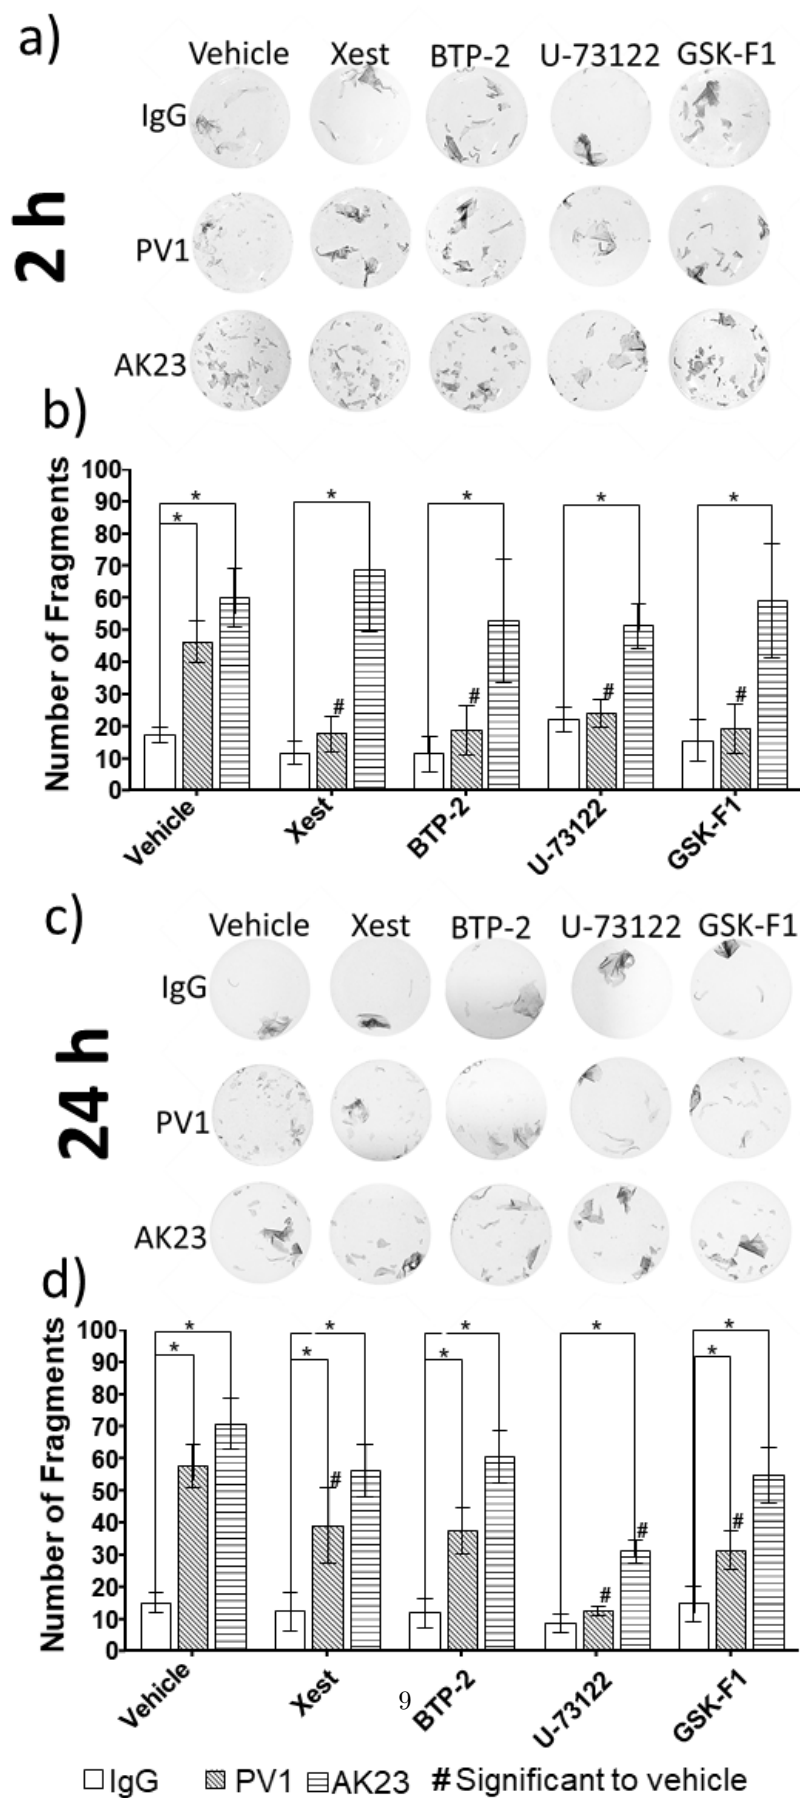 a)
Vehicle Xest BTP-2 U-73122 GSK-F1
IgG
2 h
PV1
AK23
b)
Number of Fragments
100
90
80
70
60
50
40
30
20
10
0
* * * * * *
# # # #
Vehicle Xest BTP-2 U-73122 GSK-F1
c)
Vehicle Xest BTP-2 U-73122 GSK-F1
IgG
24 h
PV1
AK23
d)
Number of Fragments
100
90
80
70
60
50
40
30
20
10
0
* * * * * * * * *
# # # #
Vehicle Xest BTP-2 U-73122 GSK-F1
9
IgG PV1 AK23 #Significant to vehicle